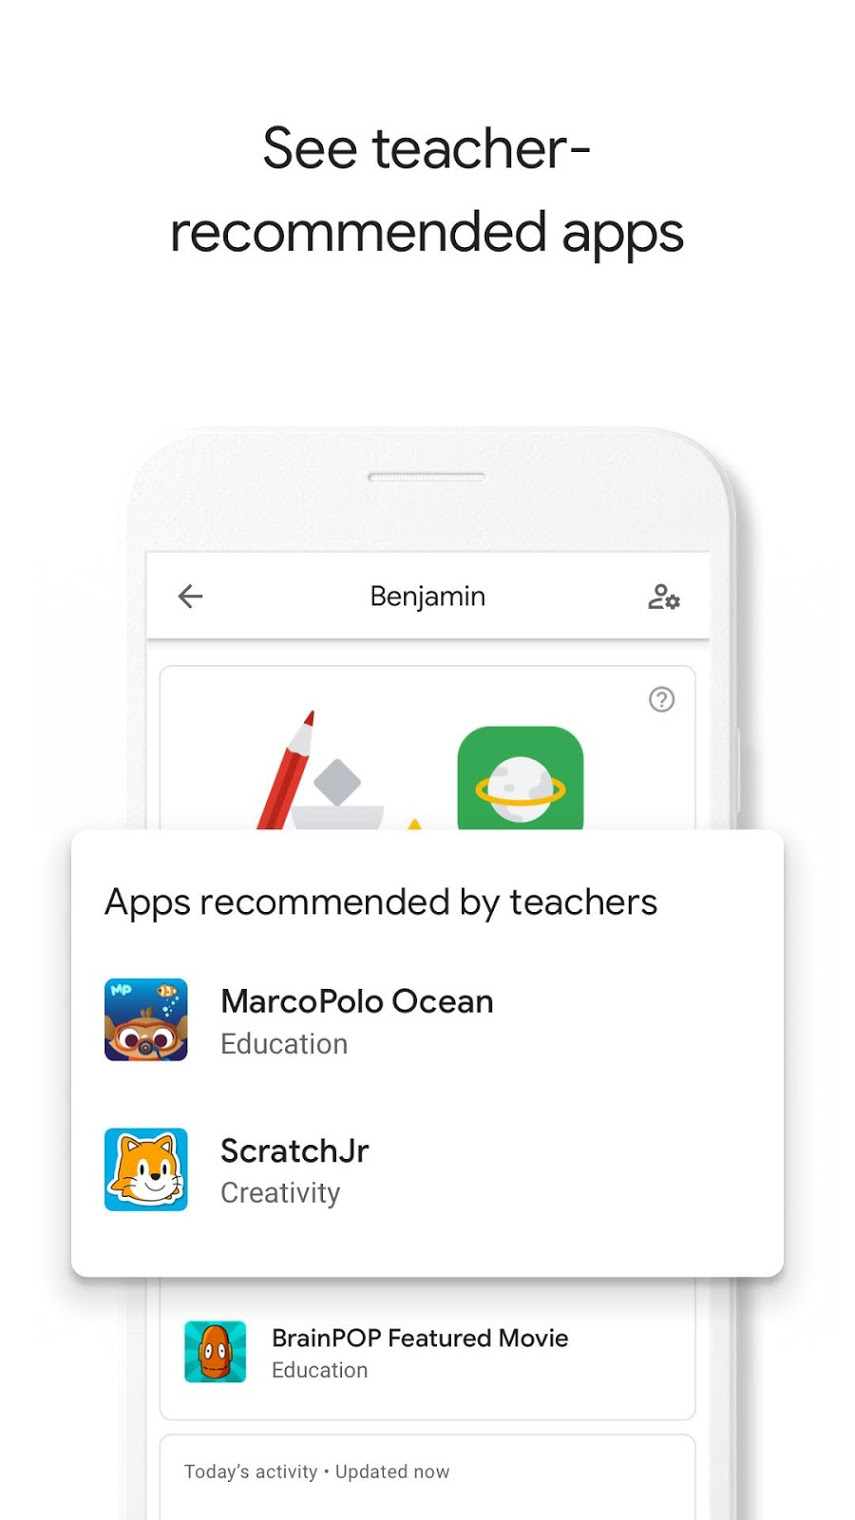 See teacher-
recommended apps
Benjamin
Apps recommended by teachers
MP
MarcoPolo Ocean
Education
ScratchJr
Creativity
BrainPOP Featured Movie
Education
Today's activity • Updated now